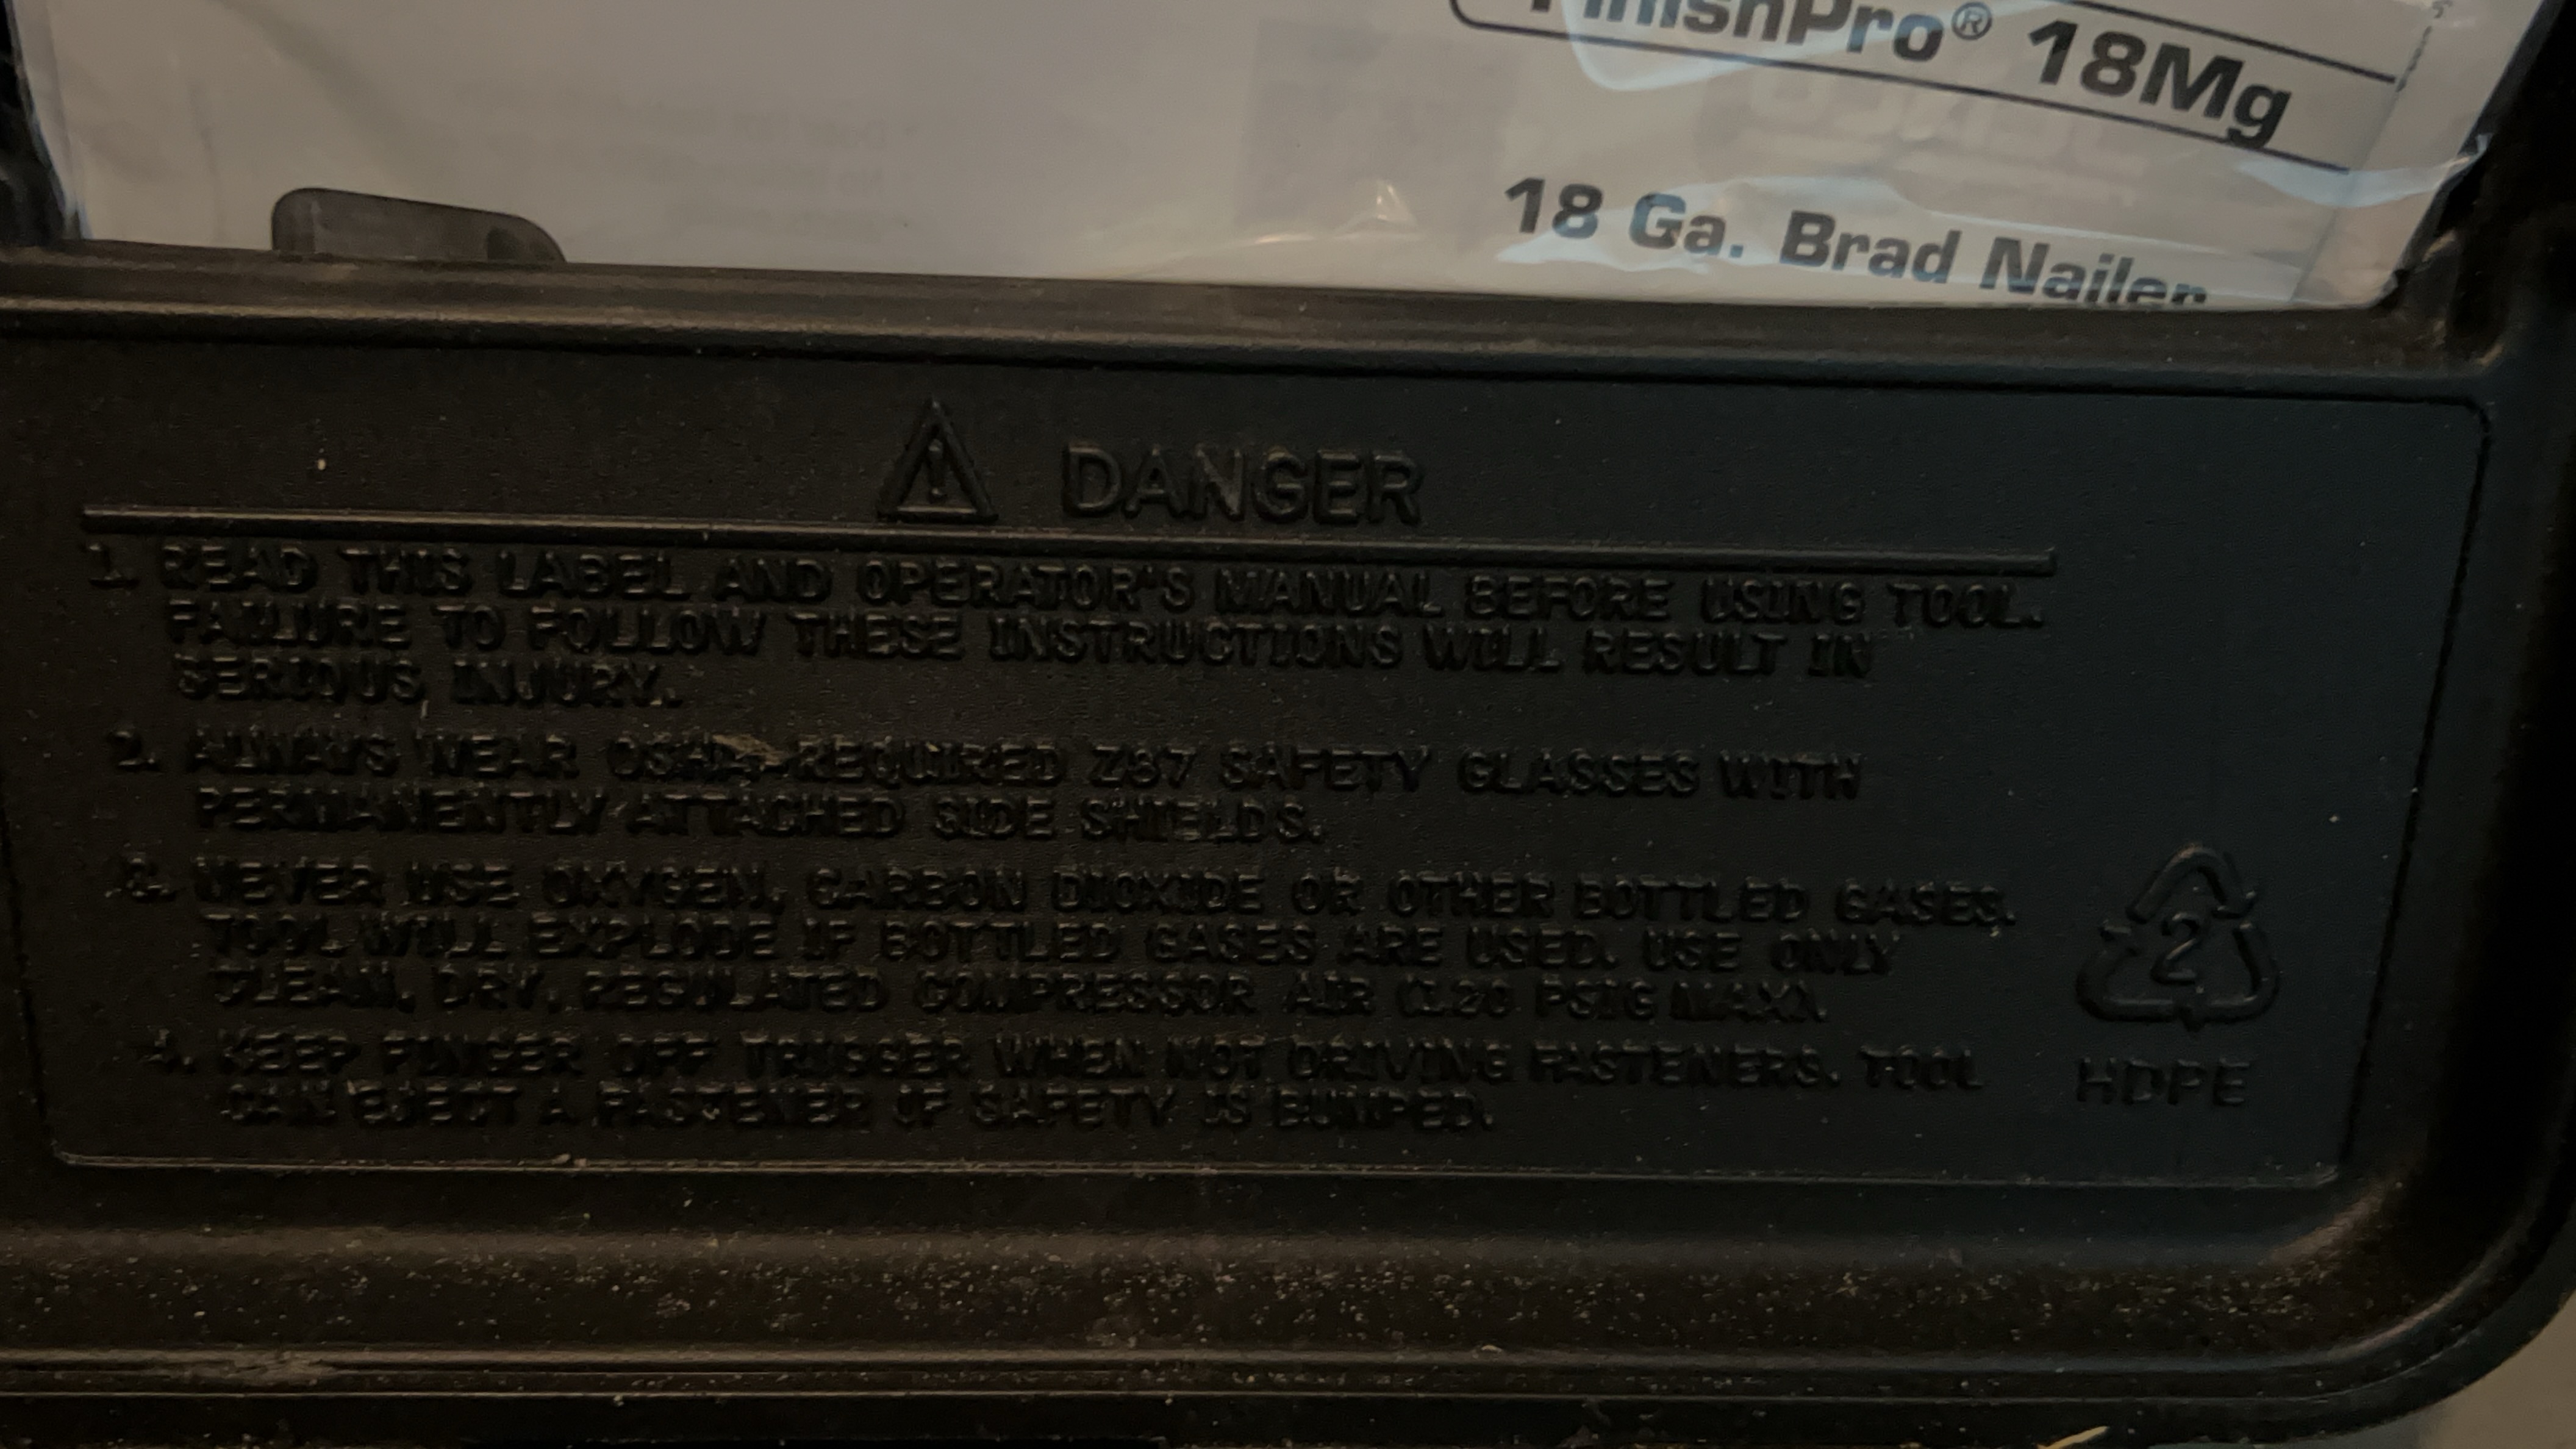 FinishPro® 18Mg
18 Ga. Brad Nailer
DANGER
1. READ THIS LABEL AND OPERATOR'S MANUAL BEFORE USING TOOL.
FAILURE TO FOLLOW THESE INSTRUCTIONS WILL RESULT IN
SERIOUS INJURY.
2. ALWAYS WEAR OSHA-REQUIRED Z87 SAFETY GLASSES WITH
PERMANENTLY ATTACHED SIDE SHIELDS.
3. NEVER USE OXYGEN, CARBON DIOXIDE OR OTHER BOTTLED GASES.
TOOL WILL EXPLODE IF BOTTLED GASES ARE USED. USE ONLY
CLEAN, DRY, REGULATED COMPRESSOR AIR (120 PSIG MAX).
4. KEEP FINGER OFF TRIGGER WHEN NOT DRIVING FASTENERS. TOOL
CAN EJECT A FASTENER IF SAFETY IS BUMPED.
2
HDPE